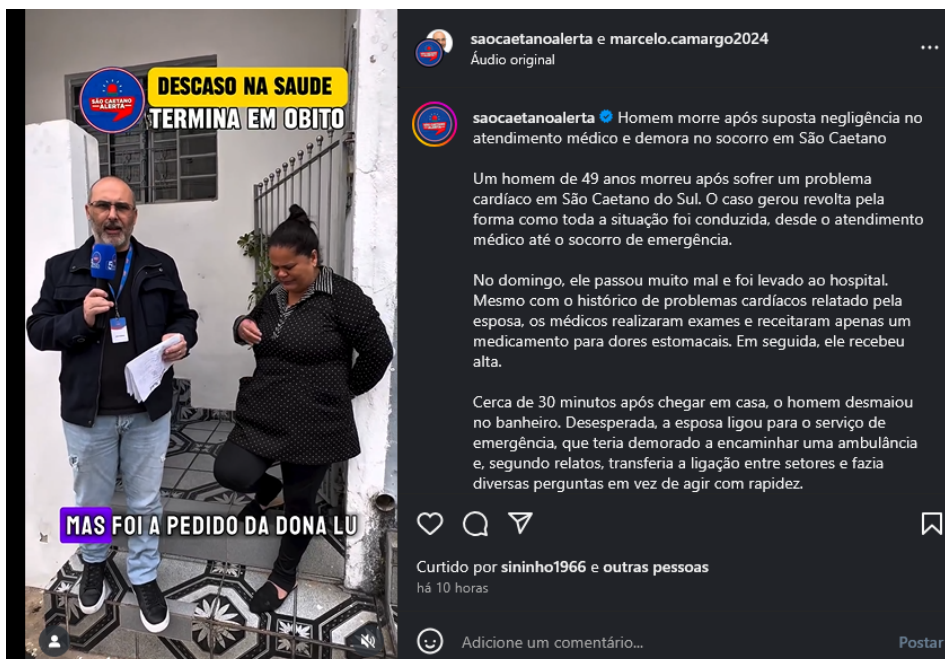 SÃO CAETANO
ALERTA
DESCASO NA SAUDE
TERMINA EM OBITO
MAS FOI A PEDIDO DA DONA LU
saocaetanoalerta e marcelo.camargo2024
Áudio original
saocaetanoalerta Homem morre após suposta negligência no
atendimento médico e demora no socorro em São Caetano
Um homem de 49 anos morreu após sofrer um problema
cardíaco em São Caetano do Sul. O caso gerou revolta pela
forma como toda a situação foi conduzida, desde o atendimento
médico até o socorro de emergência.
No domingo, ele passou muito mal e foi levado ao hospital.
Mesmo com o histórico de problemas cardíacos relatado pela
esposa, os médicos realizaram exames e receitaram apenas um
medicamento para dores estomacais. Em seguida, ele recebeu
alta.
Cerca de 30 minutos após chegar em casa, o homem desmaiou
no banheiro. Desesperada, a esposa ligou para o serviço de
emergência, que teria demorado a encaminhar uma ambulância
e, segundo relatos, transferia a ligação entre setores e fazia
diversas perguntas em vez de agir com rapidez.
Curtido por sininho1966 e outras pessoas
há 10 horas
Adicione um comentário...
Postar